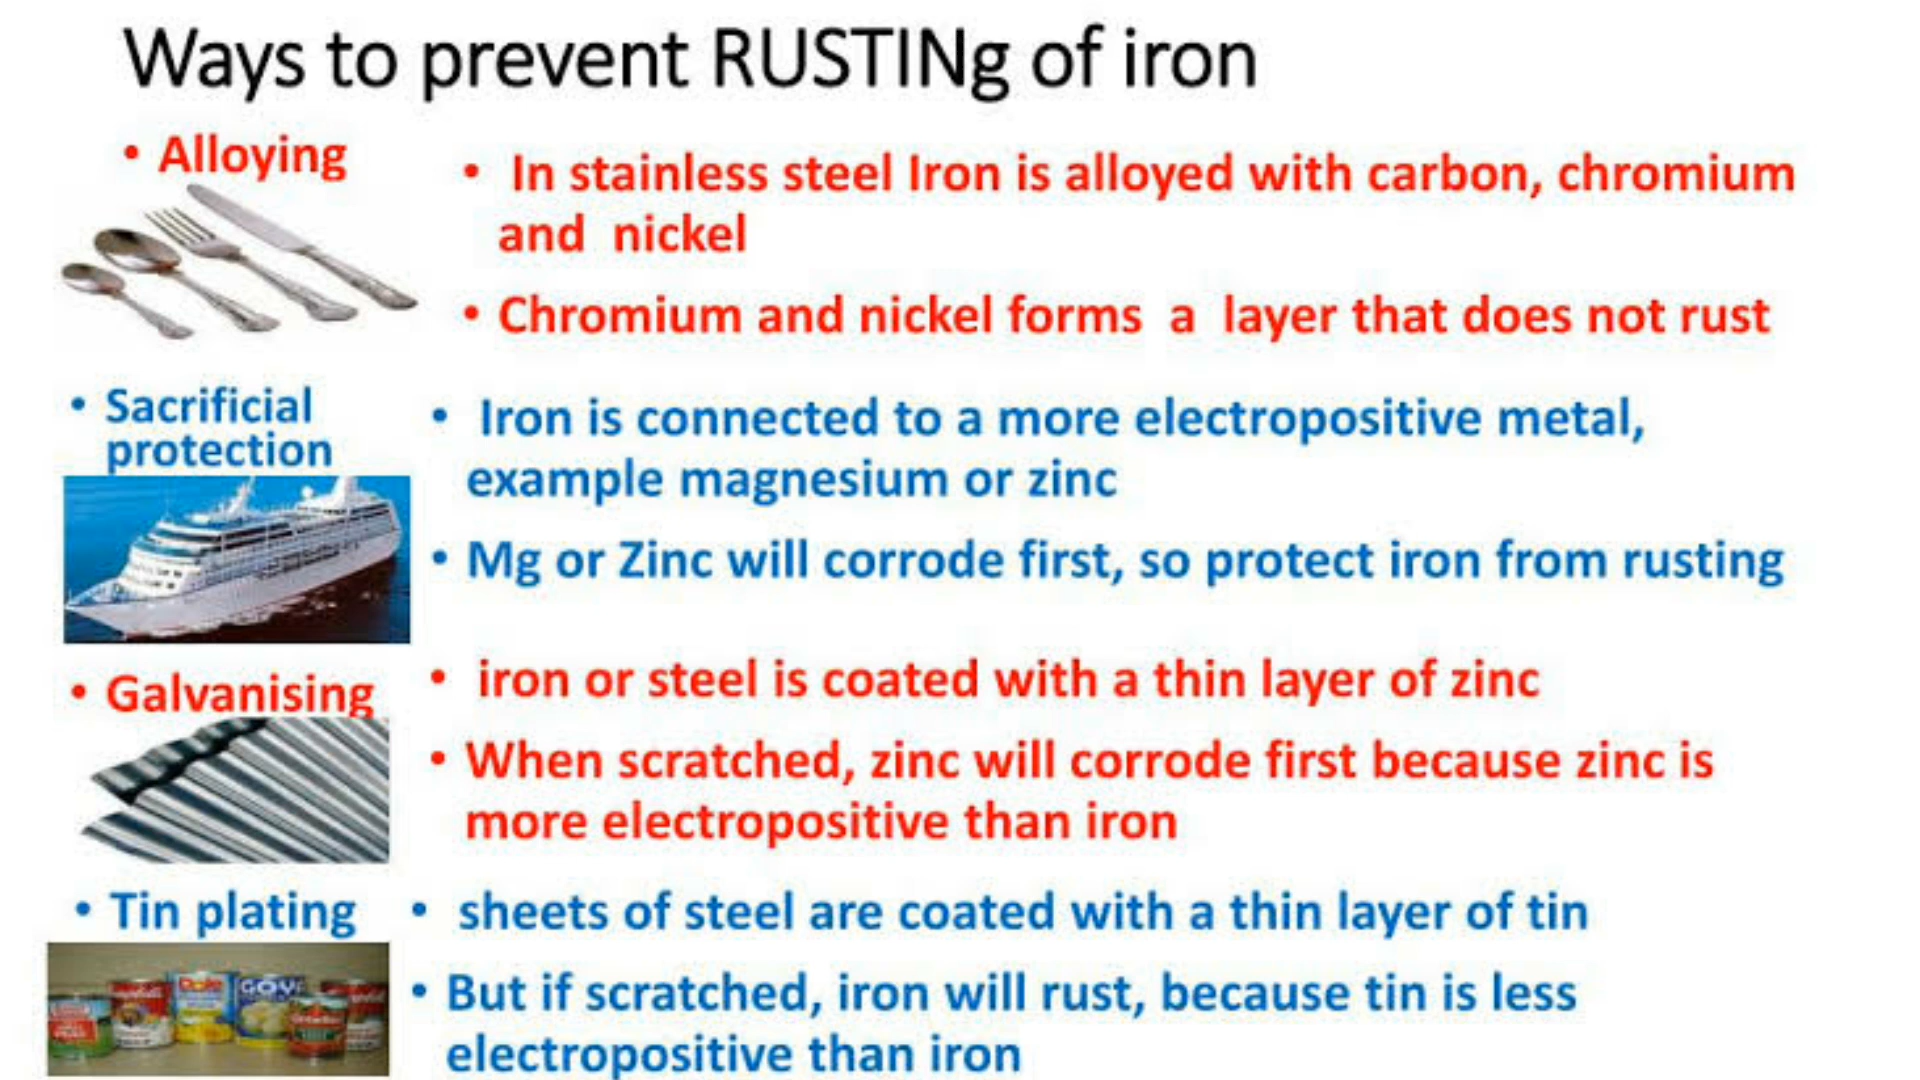 Ways to prevent RUSTINg of iron
• Alloying
• In stainless steel Iron is alloyed with carbon, chromium
and nickel
• Chromium and nickel forms a layer that does not rust
• Sacrificial
protection
• Iron is connected to a more electropositive metal,
example magnesium or zinc
• Mg or Zinc will corrode first, so protect iron from rusting
• Galvanising
• iron or steel is coated with a thin layer of zinc
• When scratched, zinc will corrode first because zinc is
more electropositive than iron
• Tin plating
• sheets of steel are coated with a thin layer of tin
• But if scratched, iron will rust, because tin is less
electropositive than iron
Dole
GOYA